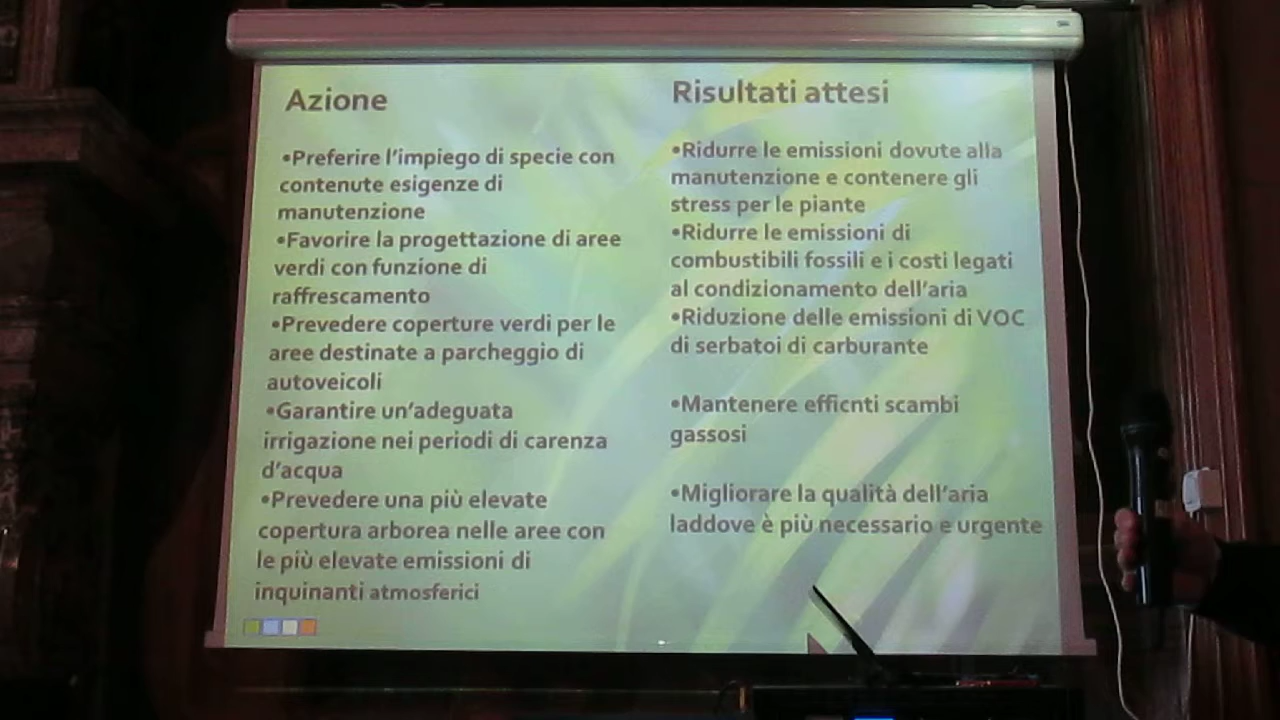 Azione
•Preferire l'impiego di specie con
contenute esigenze di
manutenzione
•Favorire la progettazione di aree
verdi con funzione di
raffrescamento
•Prevedere coperture verdi per le
aree destinate a parcheggio di
autoveicoli
•Garantire un'adeguata
irrigazione nei periodi di carenza
d'acqua
•Prevedere una più elevate
copertura arborea nelle aree con
le più elevate emissioni di
inquinanti atmosferici
Risultati attesi
•Ridurre le emissioni dovute alla
manutenzione e contenere gli
stress per le piante
•Ridurre le emissioni di
combustibili fossili e i costi legati
al condizionamento dell'aria
•Riduzione delle emissioni di VOC
di serbatoi di carburante
•Mantenere efficnti scambi
gassosi
•Migliorare la qualità dell'aria
laddove è più necessario e urgente